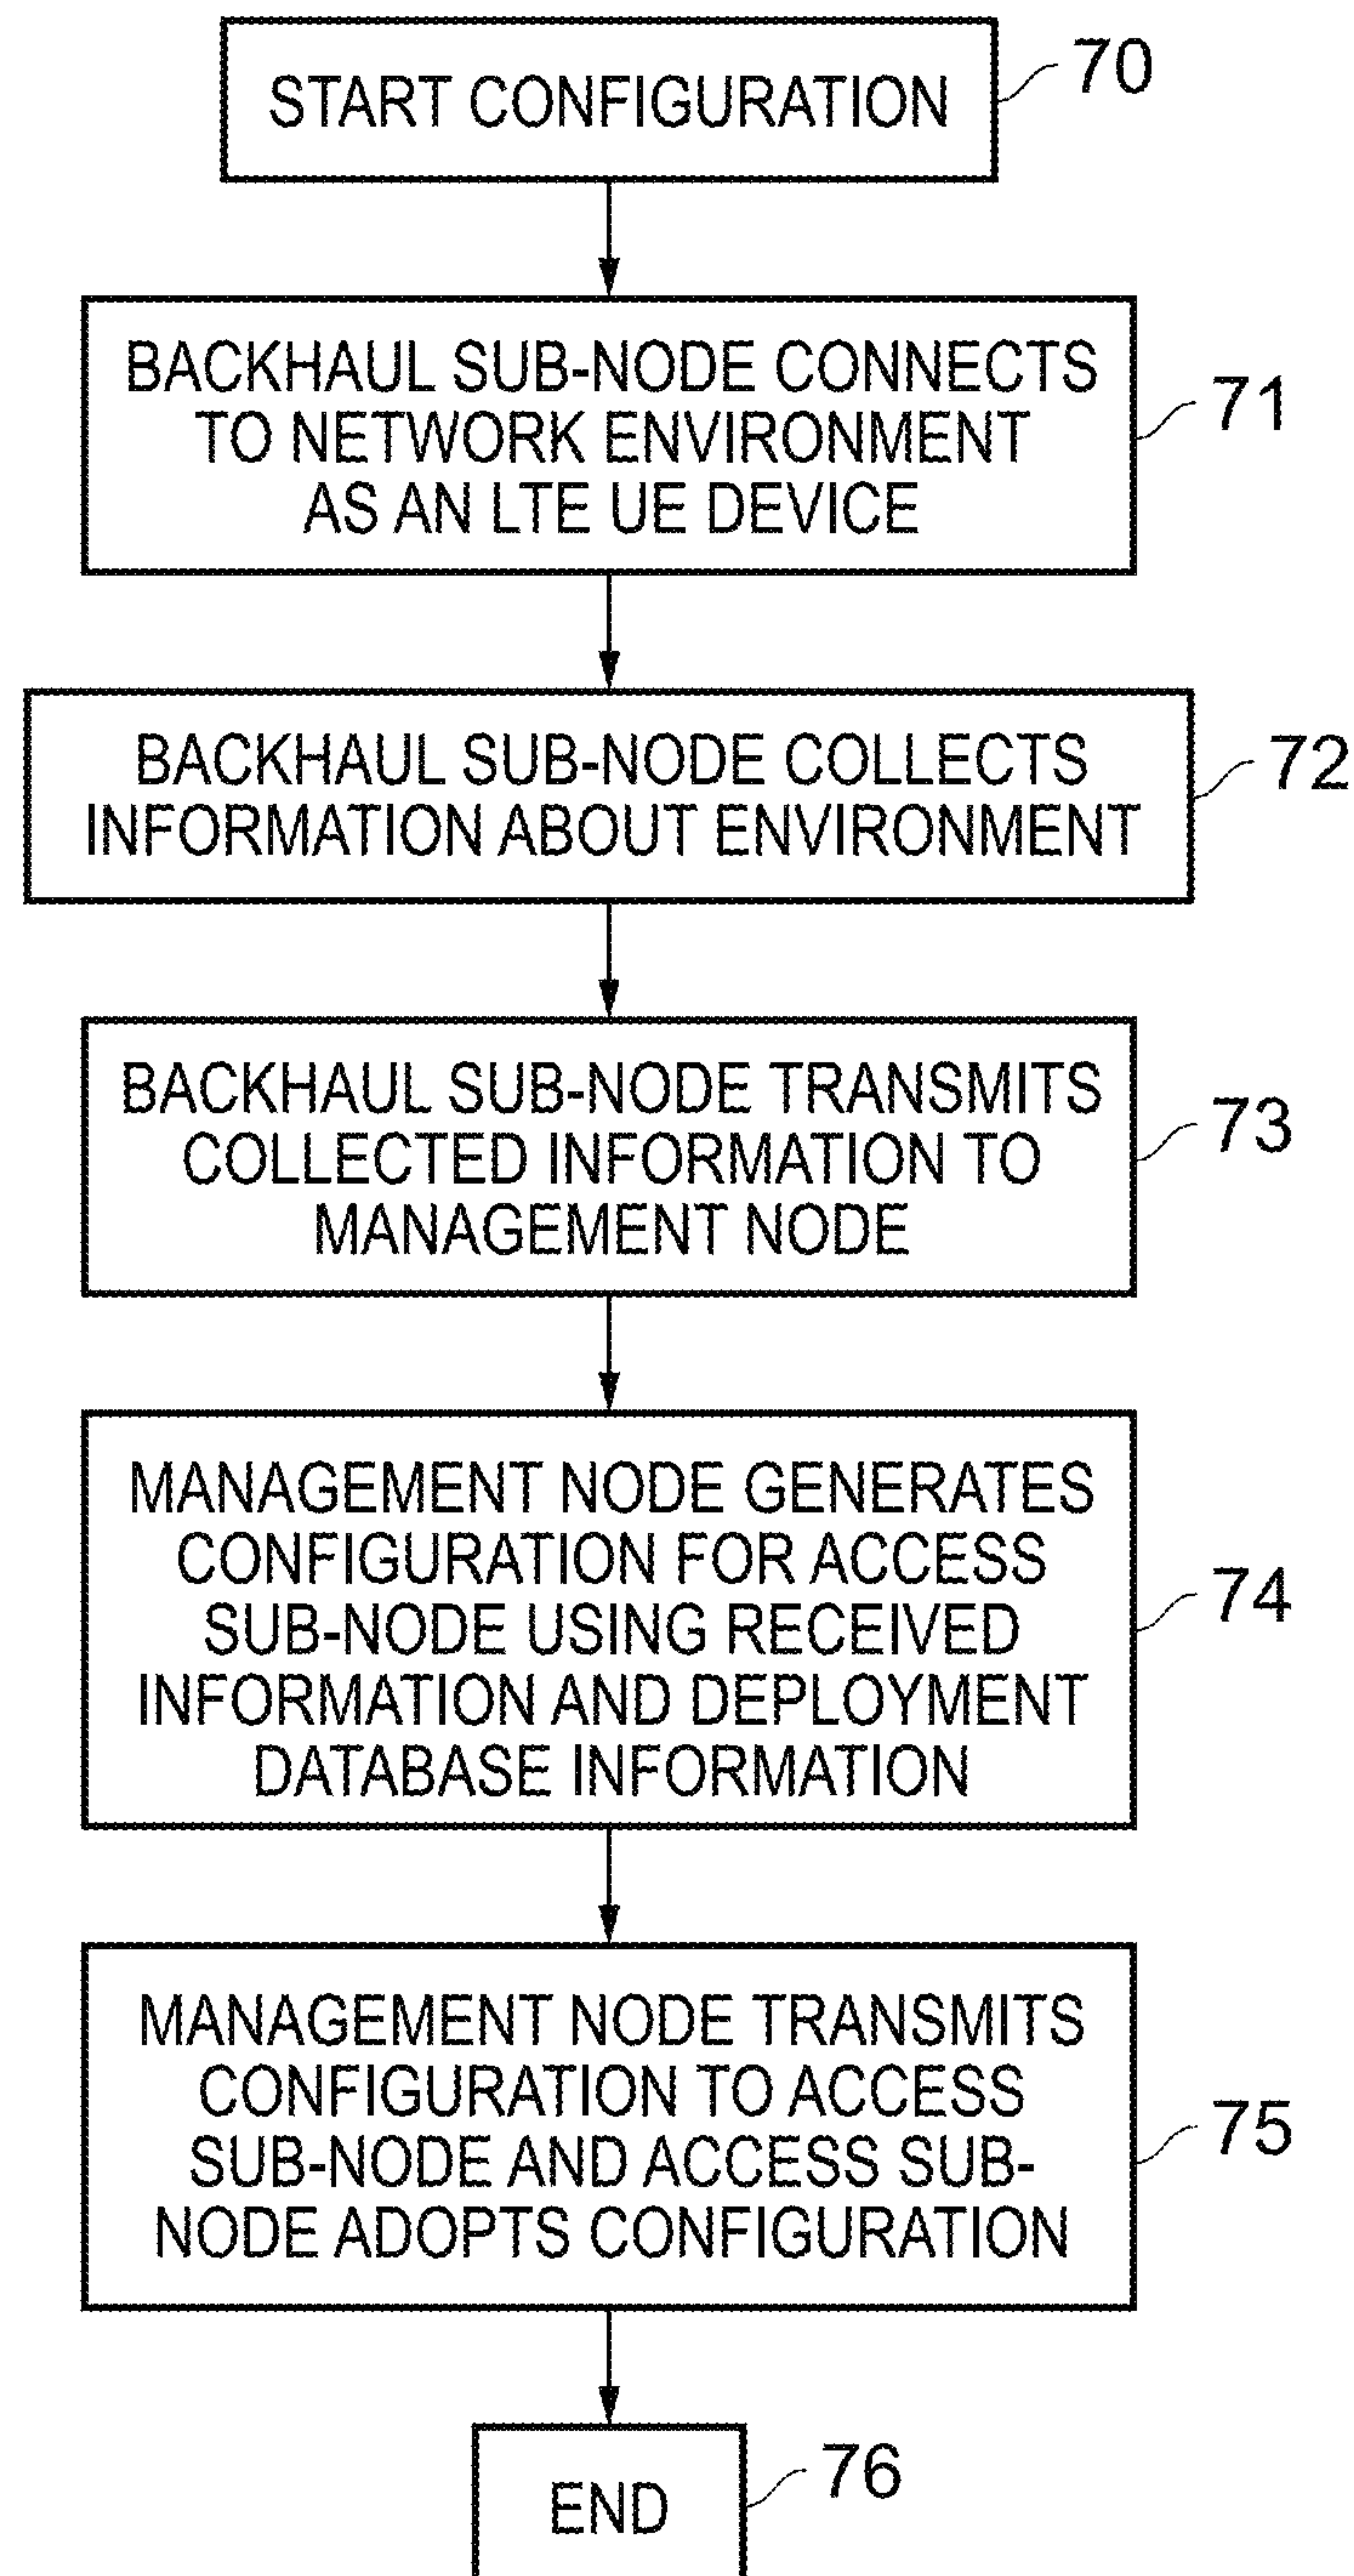 START CONFIGURATION
70
BACKHAUL SUB-NODE CONNECTS
TO NETWORK ENVIRONMENT
AS AN LTE UE DEVICE
71
BACKHAUL SUB-NODE COLLECTS
INFORMATION ABOUT ENVIRONMENT
72
BACKHAUL SUB-NODE TRANSMITS
COLLECTED INFORMATION TO
MANAGEMENT NODE
73
MANAGEMENT NODE GENERATES
CONFIGURATION FOR ACCESS
SUB-NODE USING RECEIVED
INFORMATION AND DEPLOYMENT
DATABASE INFORMATION
74
MANAGEMENT NODE TRANSMITS
CONFIGURATION TO ACCESS
SUB-NODE AND ACCESS SUB-
NODE ADOPTS CONFIGURATION
75
END
76